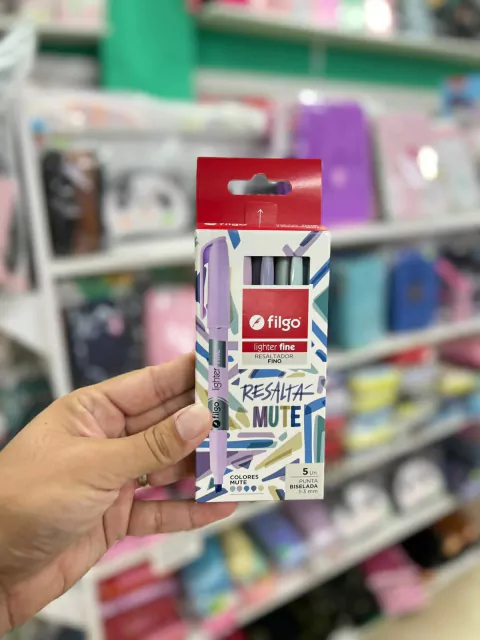 filgo
lighter fine
RESALTADOR
FINO
RESALTA
MUTE
COLORES
MUTE
5 Un.
PUNTA
BISELADA
filgo lighter